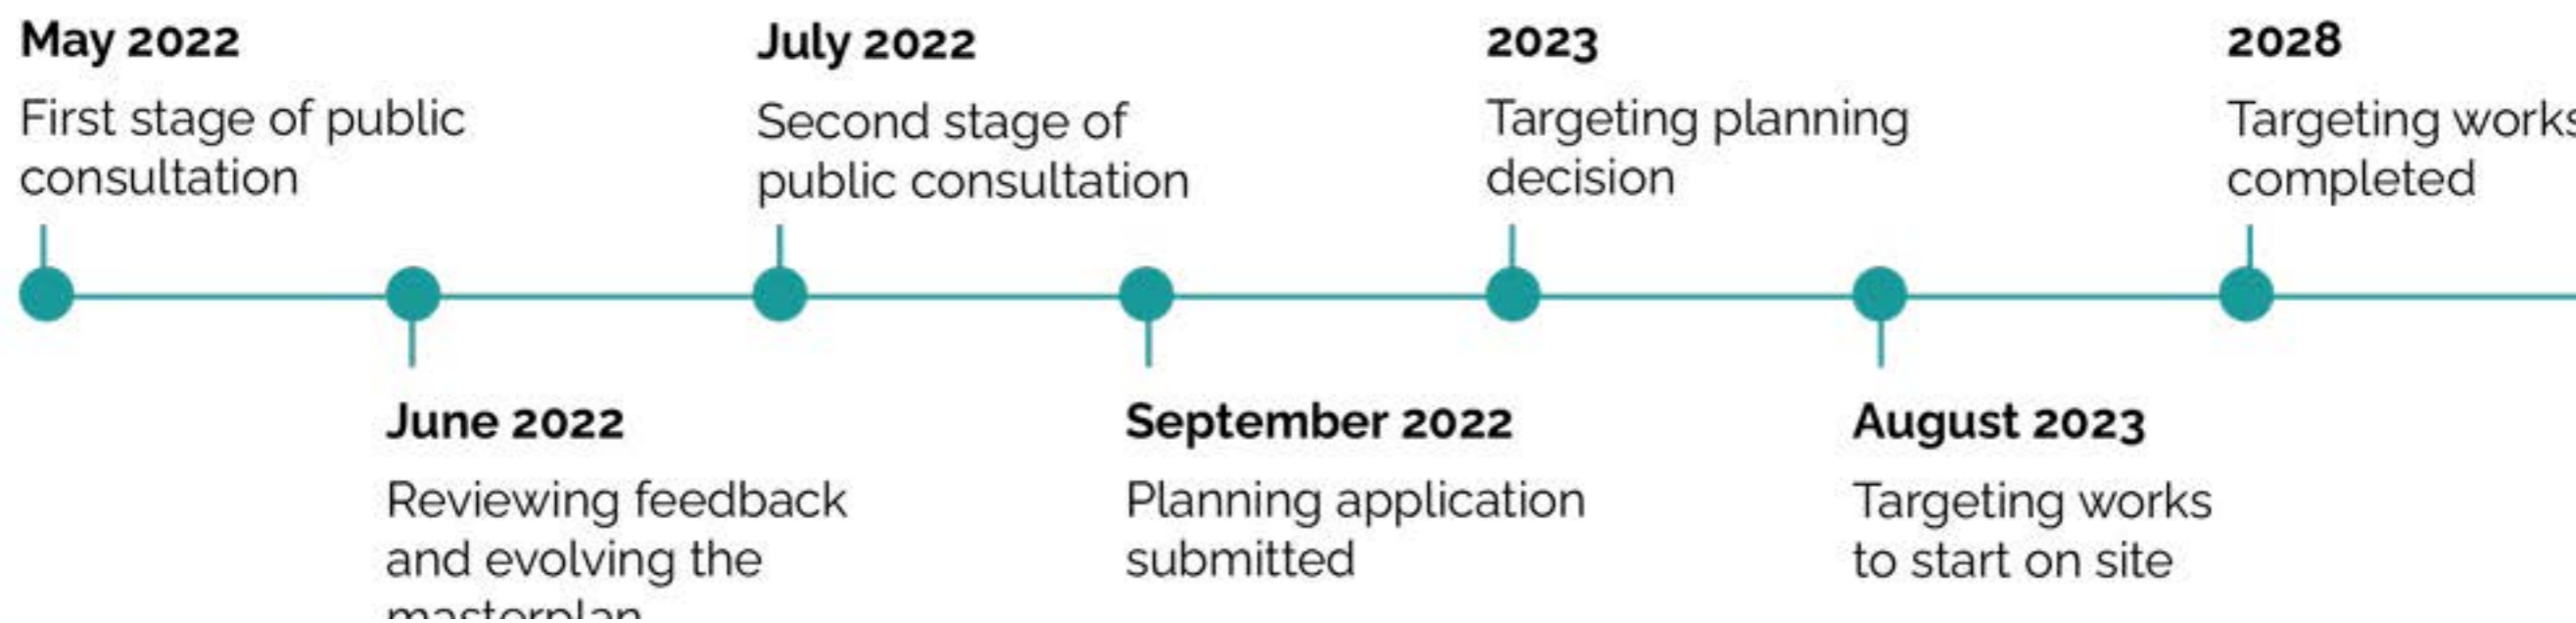 May 2022
First stage of public
consultation
July 2022
Second stage of
public consultation
2023
Targeting planning
decision
2028
Targeting works
completed
June 2022
Reviewing feedback
and evolving the
masterplan
September 2022
Planning application
submitted
August 2023
Targeting works
to start on site